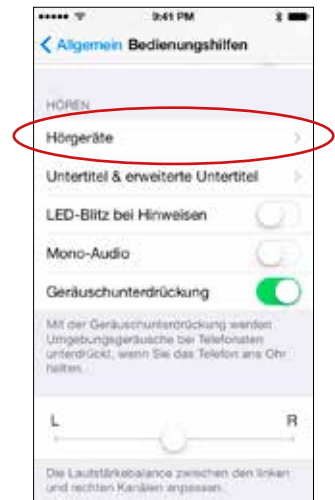 9:41 PM
Allgemein Bedienungshilfen
HÖREN
Hörgeräte
Untertitel & erweiterte Untertitel
LED-Blitz bei Hinweisen
Mono-Audio
Geräuschunterdrückung
Mit der Geräuschunterdrückung werden
Umgebungsgeräusche bei Telefonaten
unterdrückt, wenn Sie das Telefon ans Ohr
halten.
L R
Die Lautstärkebalance zwischen den linken
und rechten Kanälen anpassen.